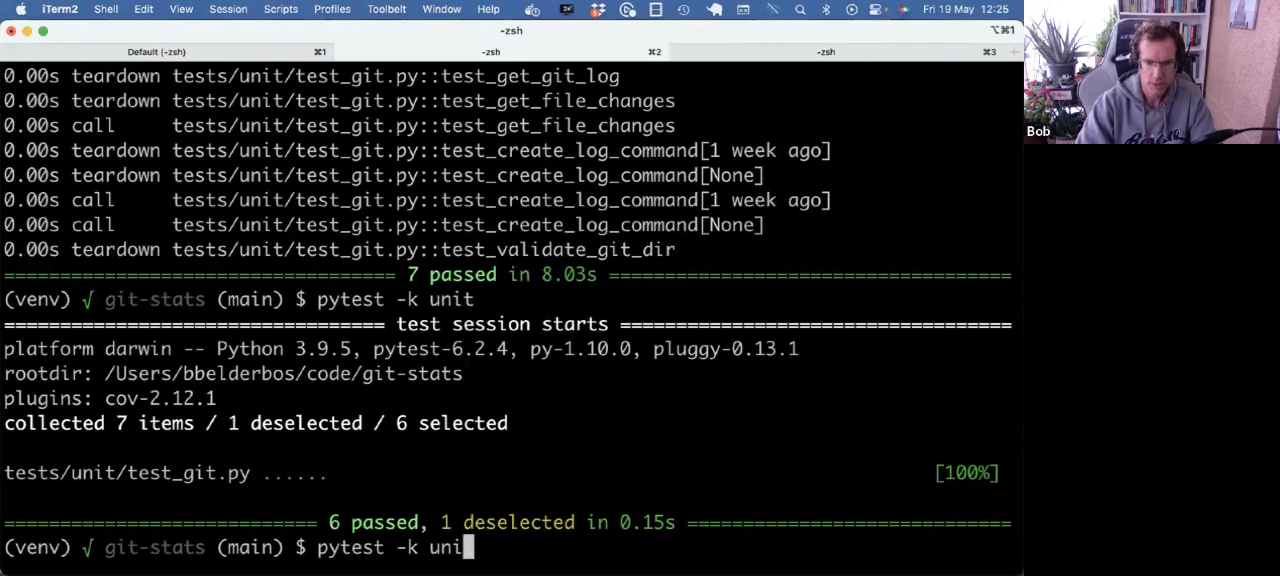 iTerm2 Shell Edit View Session Scripts Profiles Toolbelt Window Help Fri 19 May 12:25
-zsh ⌥⌘1
Default (-zsh) ⌘1 -zsh ⌘2 -zsh ⌘3
0.00s teardown tests/unit/test_git.py::test_get_git_log
0.00s teardown tests/unit/test_git.py::test_get_file_changes
0.00s call     tests/unit/test_git.py::test_get_file_changes
0.00s teardown tests/unit/test_git.py::test_create_log_command[1 week ago]
0.00s teardown tests/unit/test_git.py::test_create_log_command[None]
0.00s call     tests/unit/test_git.py::test_create_log_command[1 week ago]
0.00s call     tests/unit/test_git.py::test_create_log_command[None]
0.00s teardown tests/unit/test_git.py::test_validate_git_dir
=================================== 7 passed in 8.03s ====================================
(venv) √ git-stats (main) $ pytest -k unit
================================== test session starts ===================================
platform darwin -- Python 3.9.5, pytest-6.2.4, py-1.10.0, pluggy-0.13.1
rootdir: /Users/bbelderbos/code/git-stats
plugins: cov-2.12.1
collected 7 items / 1 deselected / 6 selected
tests/unit/test_git.py ...... [100%]
============================ 6 passed, 1 deselected in 0.15s =============================
(venv) √ git-stats (main) $ pytest -k uni
Bob